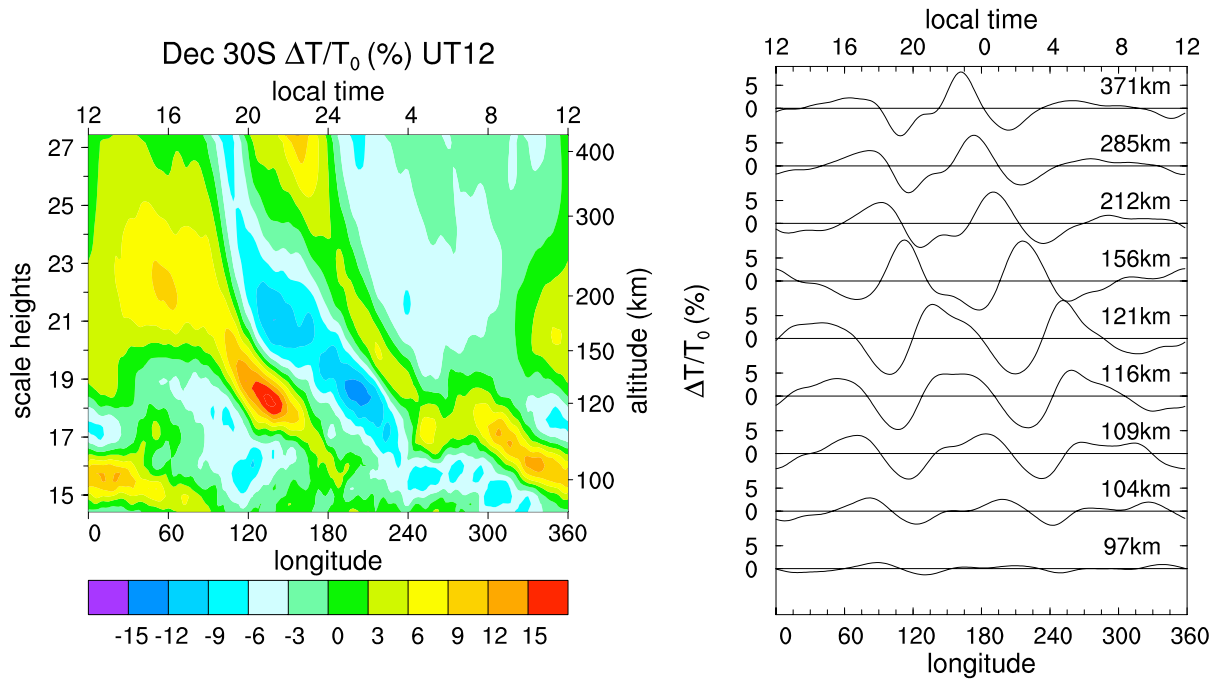 Dec 30S ΔT/T0 (%) UT12
local time
12 16 20 24 4 8 12
27
25
23
21
19
17
15
scale heights
400
300
200
150
120
100
altitude (km)
0 60 120 180 240 300 360
longitude
-15 -12 -9 -6 -3 0 3 6 9 12 15
local time
12 16 20 0 4 8 12
5
0
371km
5
0
285km
5
0
212km
5
0
156km
5
0
121km
5
0
116km
5
0
109km
5
0
104km
5
0
97km
ΔT/T0 (%)
0 60 120 180 240 300 360
longitude